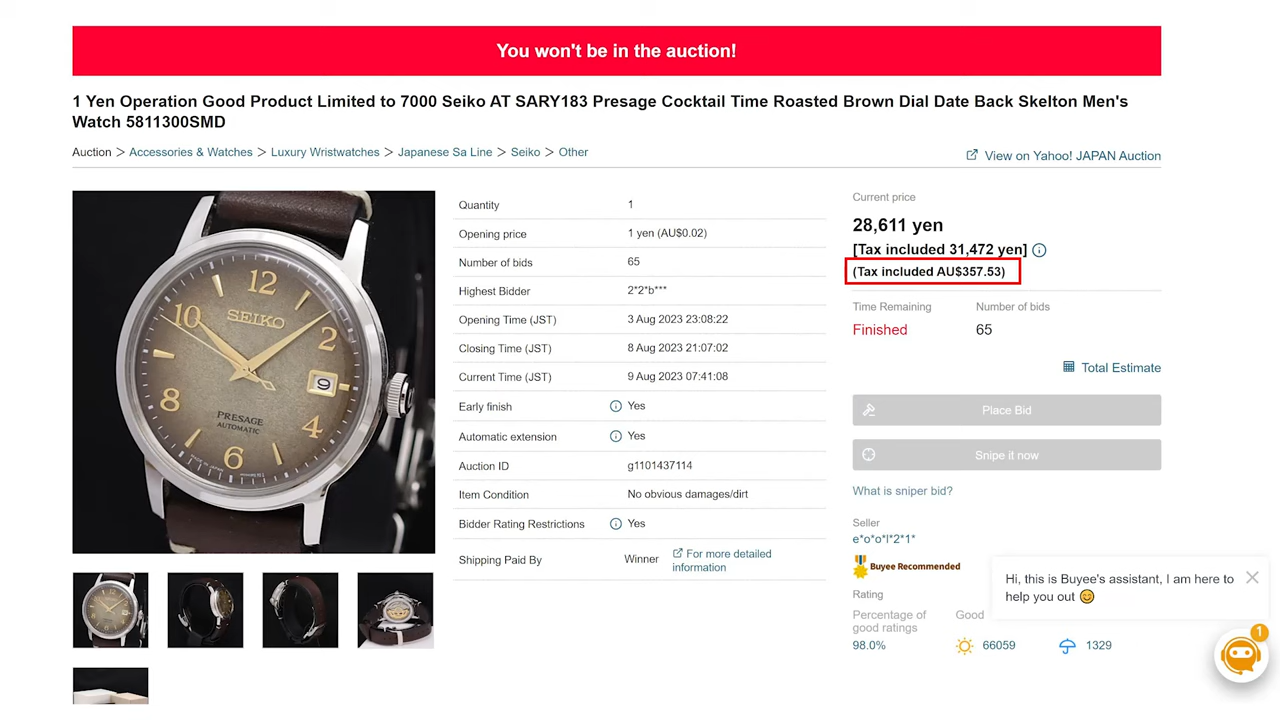 You won't be in the auction!
1 Yen Operation Good Product Limited to 7000 Seiko AT SARY183 Presage Cocktail Time Roasted Brown Dial Date Back Skelton Men's
Watch 5811300SMD
Auction > Accessories & Watches > Luxury Wristwatches > Japanese Sa Line > Seiko > Other
View on Yahoo! JAPAN Auction
12
10
2
SEIKO
9
8
4
6
PRESAGE
AUTOMATIC
Quantity 1
Opening price 1 yen (AU$0.02)
Number of bids 65
Highest Bidder 2*2*b***
Opening Time (JST) 3 Aug 2023 23:08:22
Closing Time (JST) 8 Aug 2023 21:07:02
Current Time (JST) 9 Aug 2023 07:41:08
Early finish Yes
Automatic extension Yes
Auction ID g1101437114
Item Condition No obvious damages/dirt
Bidder Rating Restrictions Yes
Shipping Paid By Winner For more detailed
information
Current price
28,611 yen
[Tax included 31,472 yen]
(Tax included AU$357.53)
Time Remaining Number of bids
Finished 65
Total Estimate
Place Bid
Snipe it now
What is sniper bid?
Seller
e*o*o*l*2*1*
Buyee Recommended
Rating
Percentage of Good
good ratings
98.0% 66059 1329
Hi, this is Buyee's assistant, I am here to
help you out
1